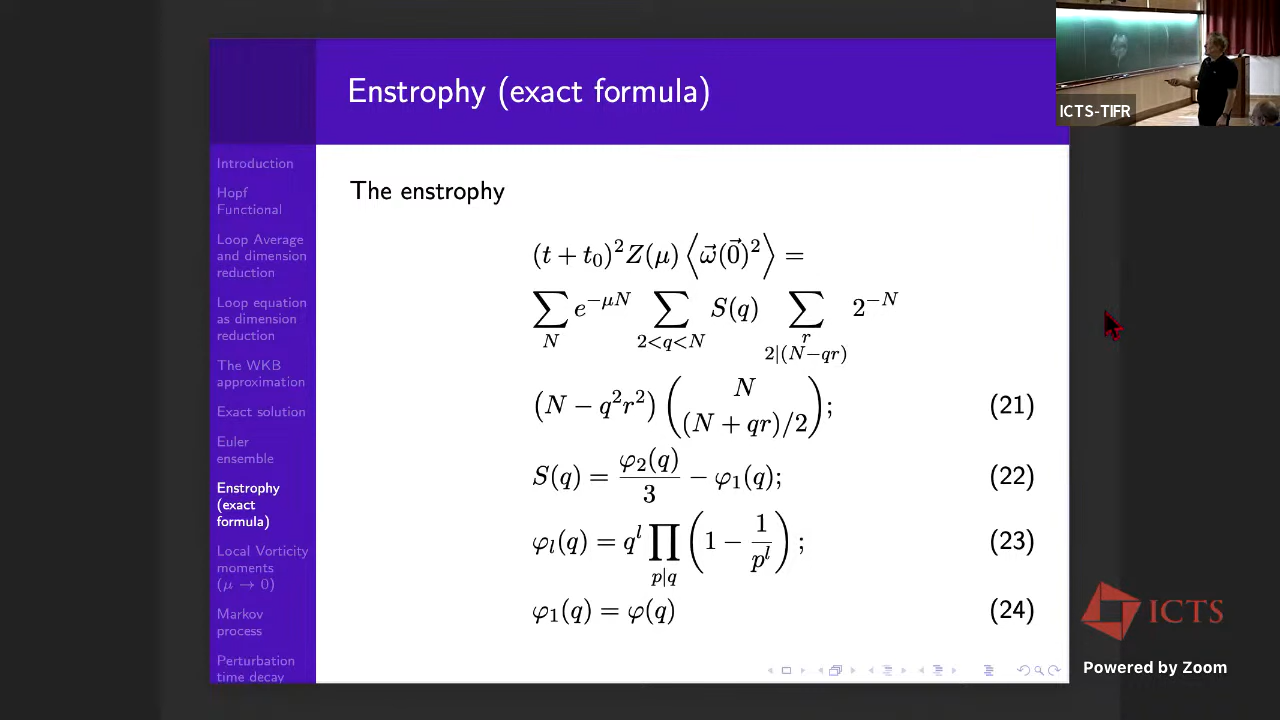 Enstrophy (exact formula)
ICTS-TIFR
Introduction
Hopf
Functional
Loop Average
and dimension
reduction
Loop equation
as dimension
reduction
The WKB
approximation
Exact solution
Euler
ensemble
Enstrophy
(exact
formula)
Local Vorticity
moments
(μ → 0)
Markov
process
Perturbation
time decay
The enstrophy
(t + t₀)² Z(μ) ⟨ω⃗(0⃗)²⟩ =
∑_N e^{−μN} ∑_{2<q<N} S(q) ∑_{r, 2|(N−qr)} 2^{−N}
(N − q²r²) \binom{N}{(N + qr)/2}; (21)
S(q) = φ₂(q)/3 − φ₁(q); (22)
φ_l(q) = q^l ∏_{p|q} (1 − 1/p^l); (23)
φ₁(q) = φ(q) (24)
ICTS
Powered by Zoom